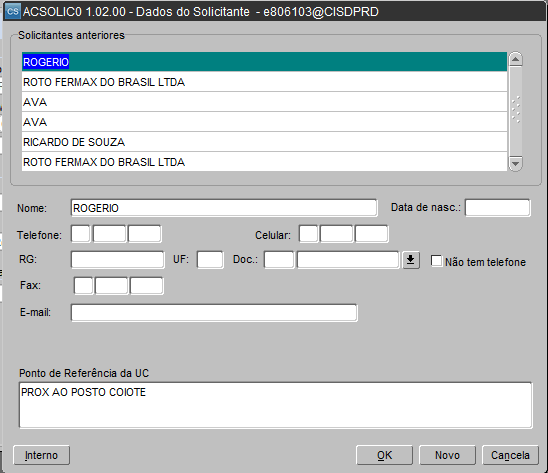 CS ACSOLIC0 1.02.00 - Dados do Solicitante - e806103@CISDPRD
Solicitantes anteriores
ROGERIO
ROTO FERMAX DO BRASIL LTDA
AVA
AVA
RICARDO DE SOUZA
ROTO FERMAX DO BRASIL LTDA
Nome: ROGERIO Data de nasc.:
Telefone: Celular:
RG: UF: Doc.: Não tem telefone
Fax:
E-mail:
Ponto de Referência da UC
PROX AO POSTO COIOTE
Interno OK Novo Cancela